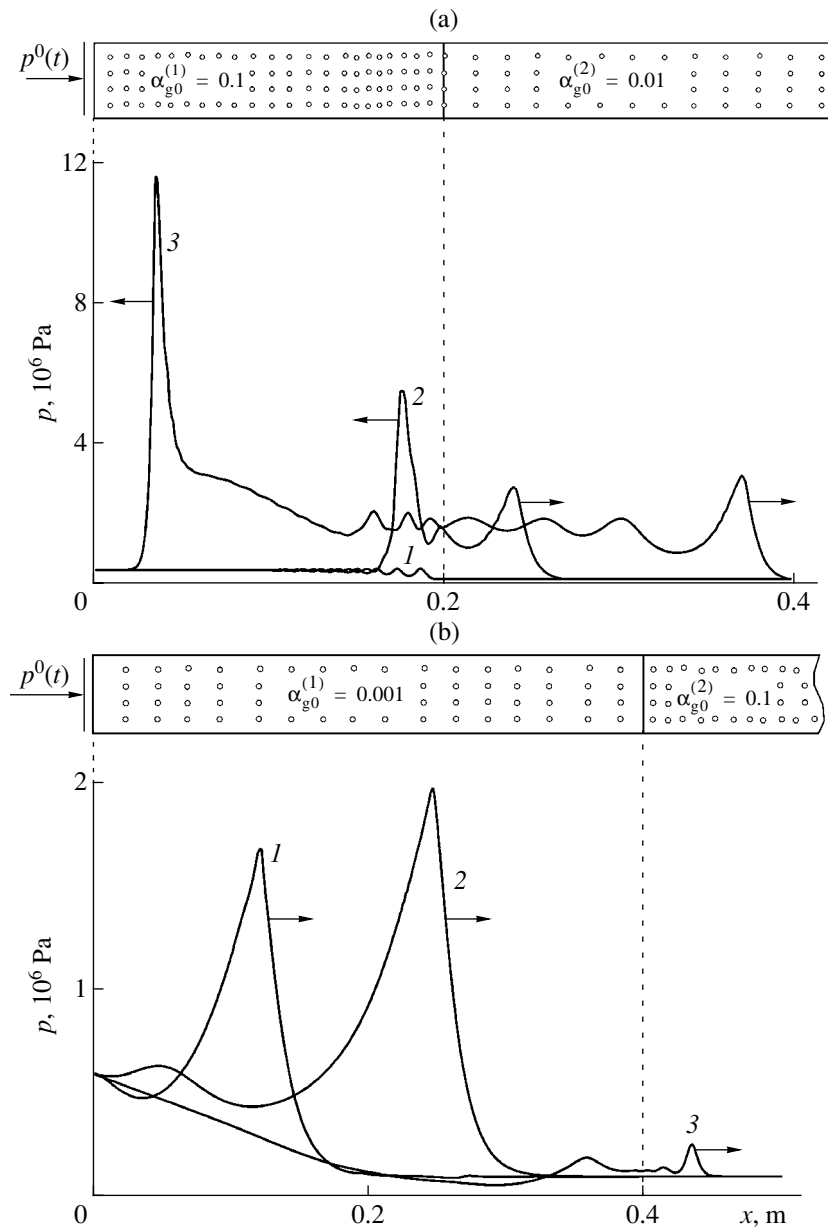 (a)
p⁰(t)
α_g0^(1) = 0.1
α_g0^(2) = 0.01
12
8
4
0
p, 10⁶ Pa
3
2
1
0.2
0.4
(b)
p⁰(t)
α_g0^(1) = 0.001
α_g0^(2) = 0.1
2
1
0
p, 10⁶ Pa
1
2
3
0.2
0.4
x, m